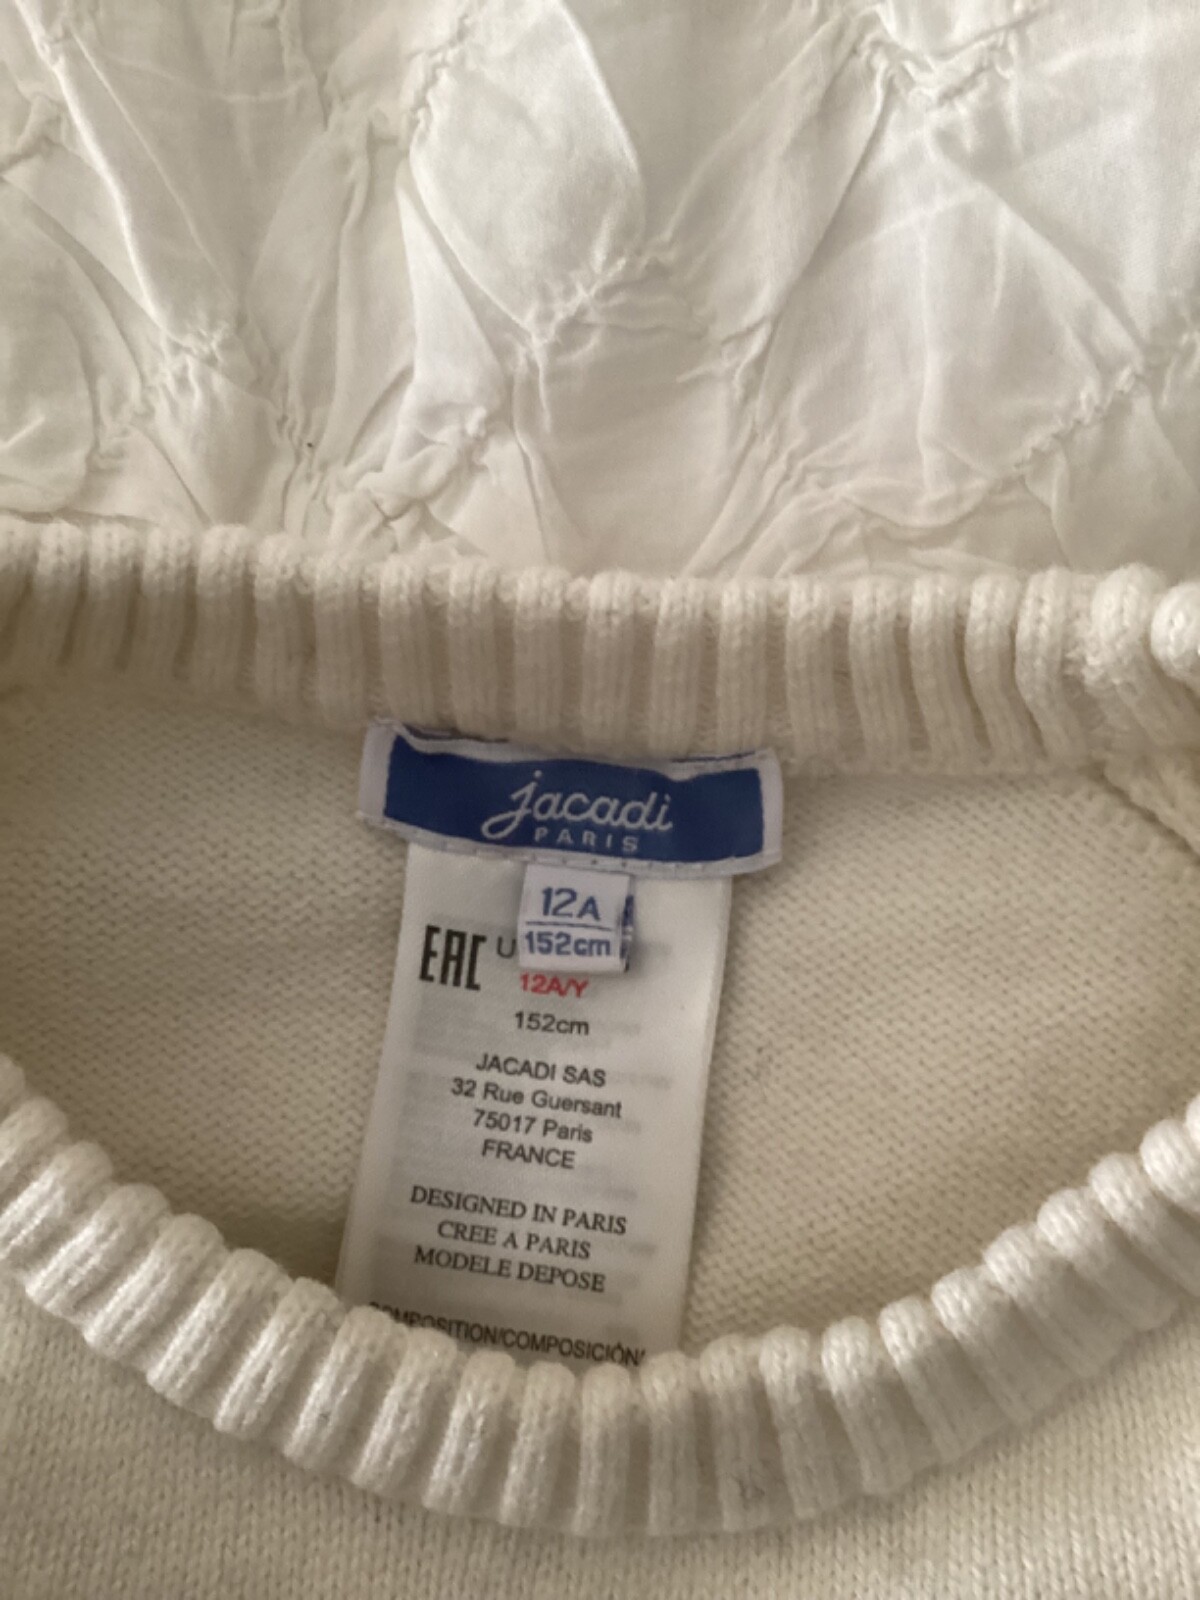 jacadi
PARIS
12A
152cm
EAC
12A/Y
152cm
JACADI SAS
32 Rue Guersant
75017 Paris
FRANCE
DESIGNED IN PARIS
CREE A PARIS
MODELE DEPOSE
COMPOSITION/COMPOSICIÓN/